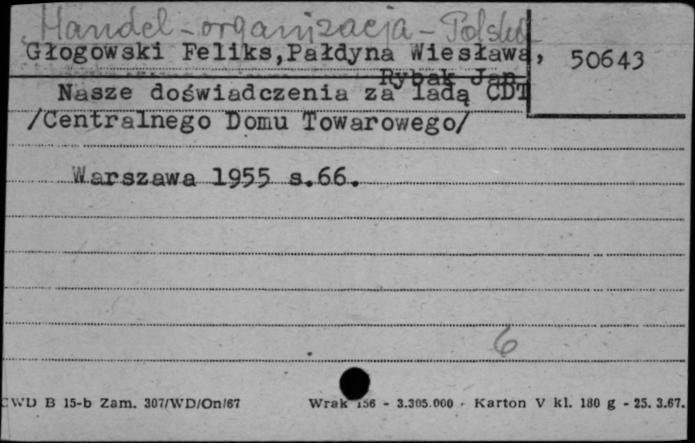 Handel - organizacja - Polska
Głogowski Feliks,Pałdyna Wiesława,
50643
Rybak Jan
Nasze doświadczenia za ladą CDT
/Centralnego Domu Towarowego/
Warszawa 1955 s.66.
6
CWD B 15-b Zam. 307/WD/On/67 Wrak 156 - 3.305.000 - Karton V kl. 180 g - 25. 3.67.